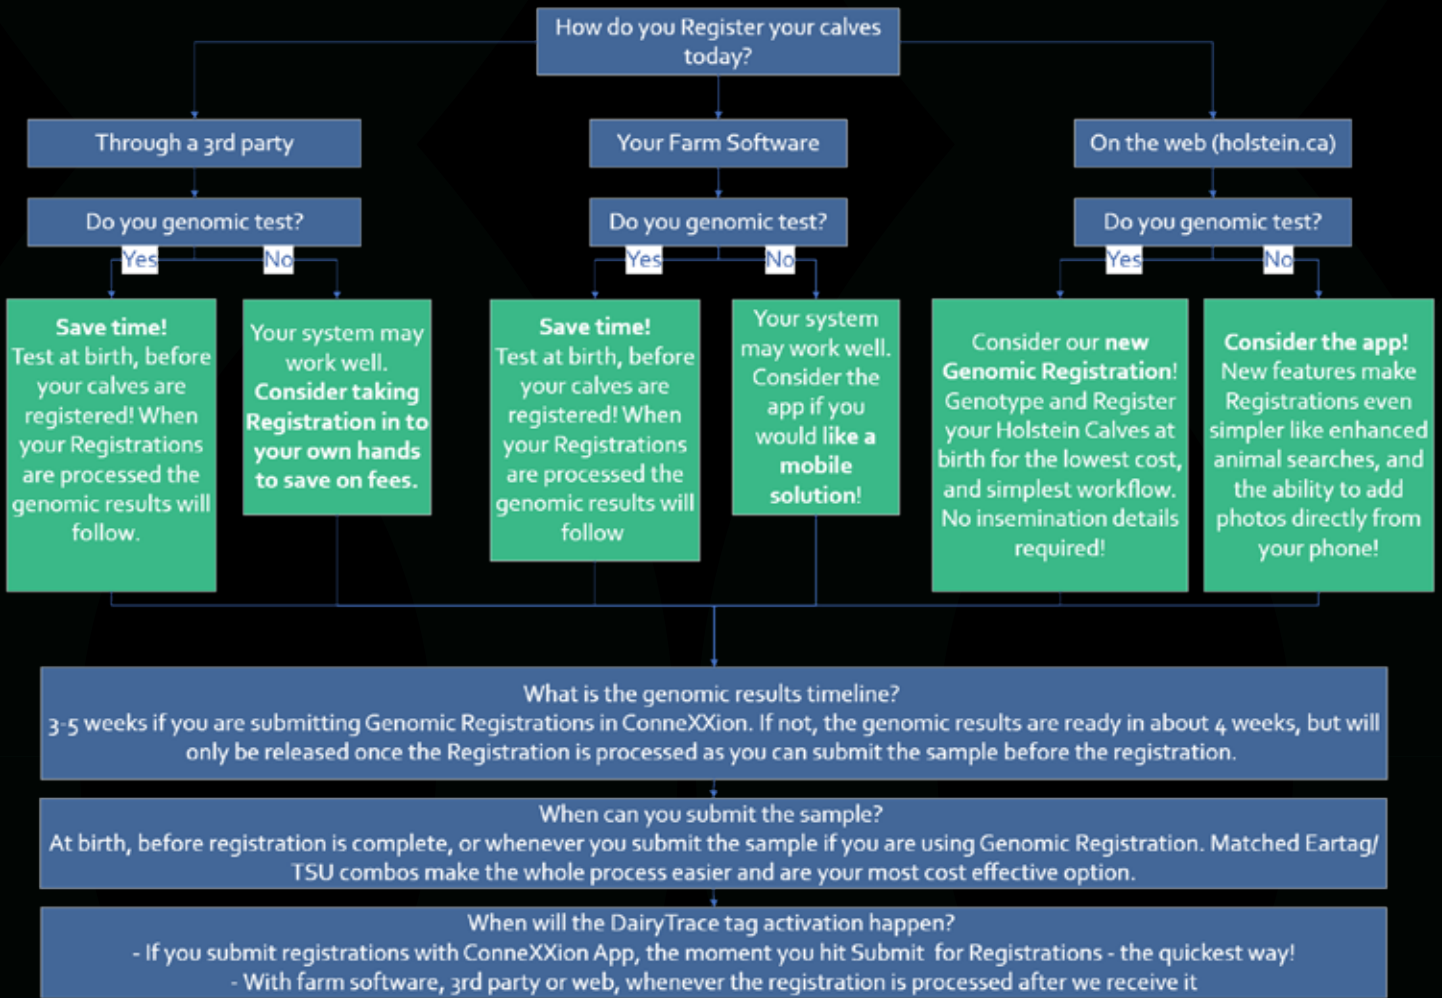 How do you Register your calves
today?
Through a 3rd party
Your Farm Software
On the web (holstein.ca)
Do you genomic test?
Do you genomic test?
Do you genomic test?
Yes
No
Yes
No
Yes
No
Save time!
Test at birth, before
your calves are
registered! When
your Registrations
are processed the
genomic results will
follow.
Your system may
work well.
Consider taking
Registration in to
your own hands
to save on fees.
Save time!
Test at birth, before
your calves are
registered! When
your Registrations
are processed the
genomic results will
follow
Your system
may work well.
Consider the
app if you
would like a
mobile
solution!
Consider our new
Genomic Registration!
Genotype and Register
your Holstein Calves at
birth for the lowest cost,
and simplest workflow.
No insemination details
required!
Consider the app!
New features make
Registrations even
simpler like enhanced
animal searches, and
the ability to add
photos directly from
your phone!
What is the genomic results timeline?
3-5 weeks if you are submitting Genomic Registrations in ConneXXion. If not, the genomic results are ready in about 4 weeks, but will
only be released once the Registration is processed as you can submit the sample before the registration.
When can you submit the sample?
At birth, before registration is complete, or whenever you submit the sample if you are using Genomic Registration. Matched Eartag/
TSU combos make the whole process easier and are your most cost effective option.
When will the DairyTrace tag activation happen?
- If you submit registrations with ConneXXion App, the moment you hit Submit for Registrations - the quickest way!
- With farm software, 3rd party or web, whenever the registration is processed after we receive it